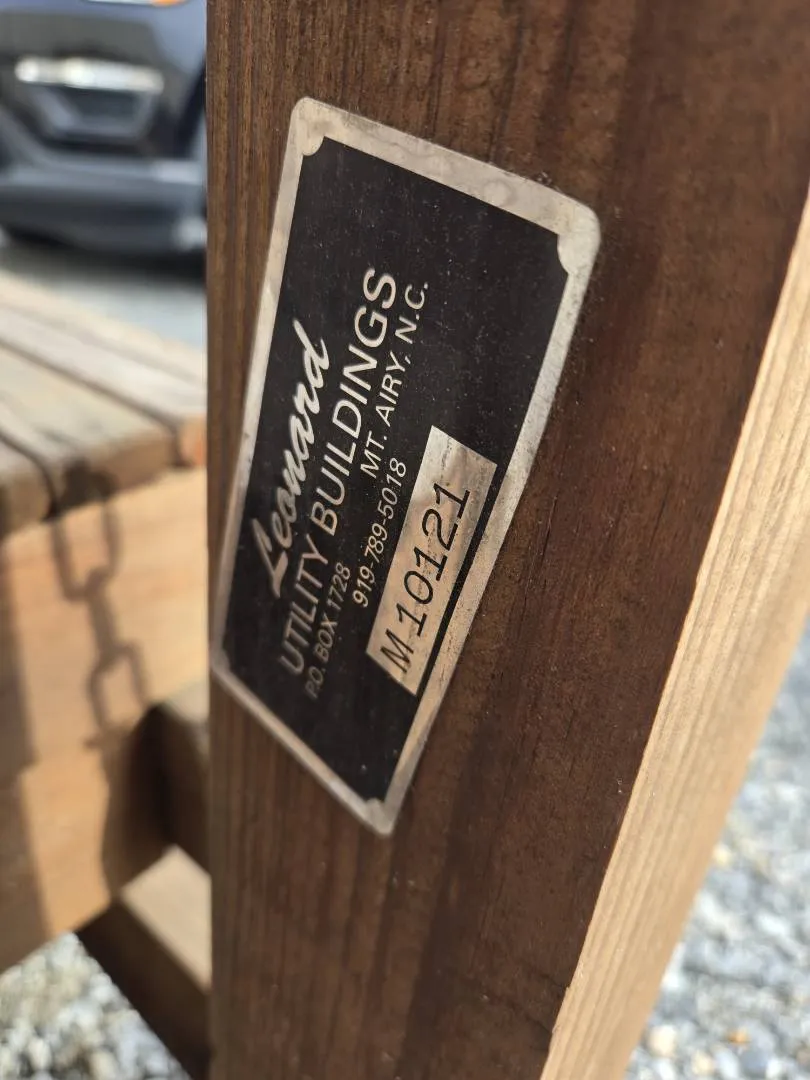 Leonard
UTILITY BUILDINGS
P.O. BOX 1728 MT. AIRY, N.C.
919-789-5018
M10121